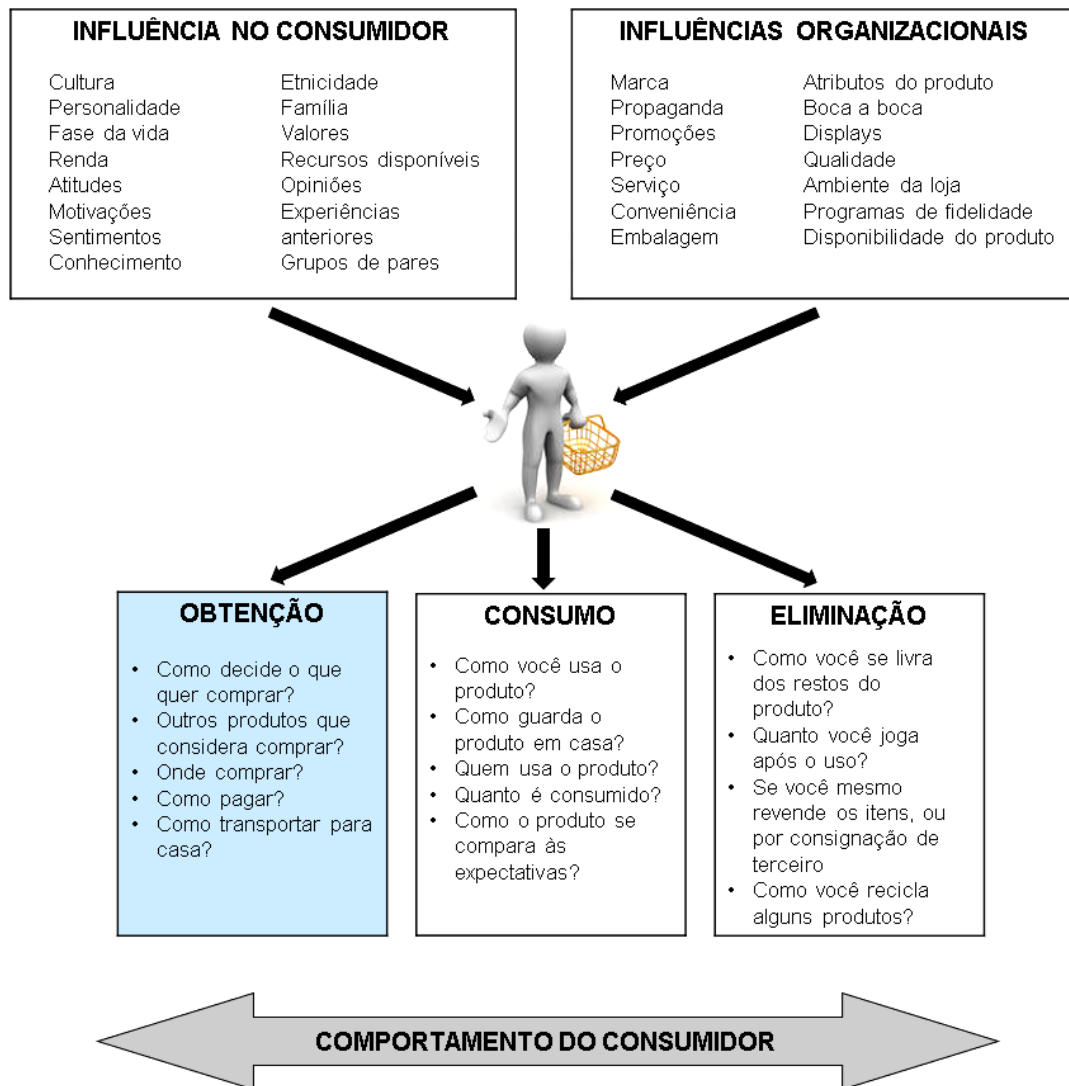 INFLUÊNCIA NO CONSUMIDOR
Cultura
Personalidade
Fase da vida
Renda
Atitudes
Motivações
Sentimentos
Conhecimento
Etnicidade
Família
Valores
Recursos disponíveis
Opiniões
Experiências
anteriores
Grupos de pares
INFLUÊNCIAS ORGANIZACIONAIS
Marca
Propaganda
Promoções
Preço
Serviço
Conveniência
Embalagem
Atributos do produto
Boca a boca
Displays
Qualidade
Ambiente da loja
Programas de fidelidade
Disponibilidade do produto
OBTENÇÃO
• Como decide o que
quer comprar?
• Outros produtos que
considera comprar?
• Onde comprar?
• Como pagar?
• Como transportar para
casa?
CONSUMO
• Como você usa o
produto?
• Como guarda o
produto em casa?
• Quem usa o produto?
• Quanto é consumido?
• Como o produto se
compara às
expectativas?
ELIMINAÇÃO
• Como você se livra
dos restos do
produto?
• Quanto você joga
após o uso?
• Se você mesmo
revende os itens, ou
por consignação de
terceiro
• Como você recicla
alguns produtos?
COMPORTAMENTO DO CONSUMIDOR